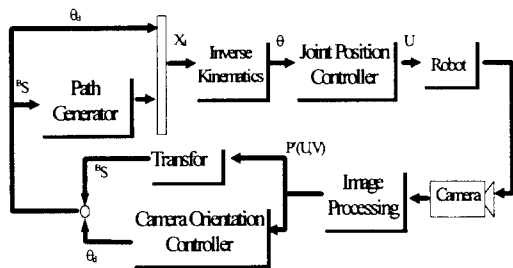 θd
Xd
θ
U
Inverse
Kinematics
Joint Position
Controller
Robot
ᴮS
Path
Generator
P'(U,V)
Transfor
ᴮS
Image
Processing
Camera
Camera Orientation
Controller
θd